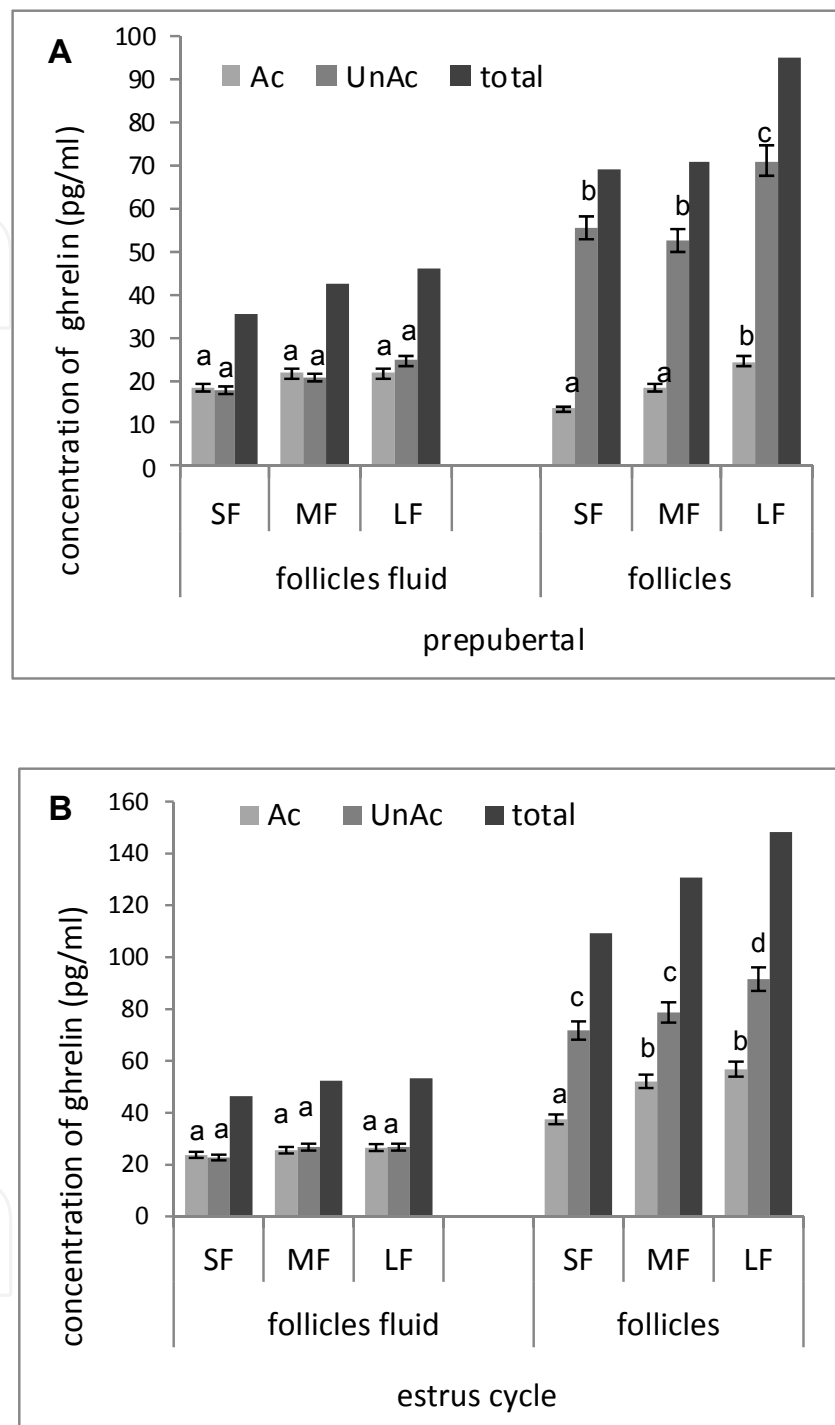 A
Ac UnAc total
concentration of ghrelin (pg/ml)
100
90
80
70
60
50
40
30
20
10
0
a a a a a a a b a b b c
SF MF LF SF MF LF
follicles fluid follicles
prepubertal
B
Ac UnAc total
concentration of ghrelin (pg/ml)
160
140
120
100
80
60
40
20
0
a a a a a a a c b c b d
SF MF LF SF MF LF
follicles fluid follicles
estrus cycle